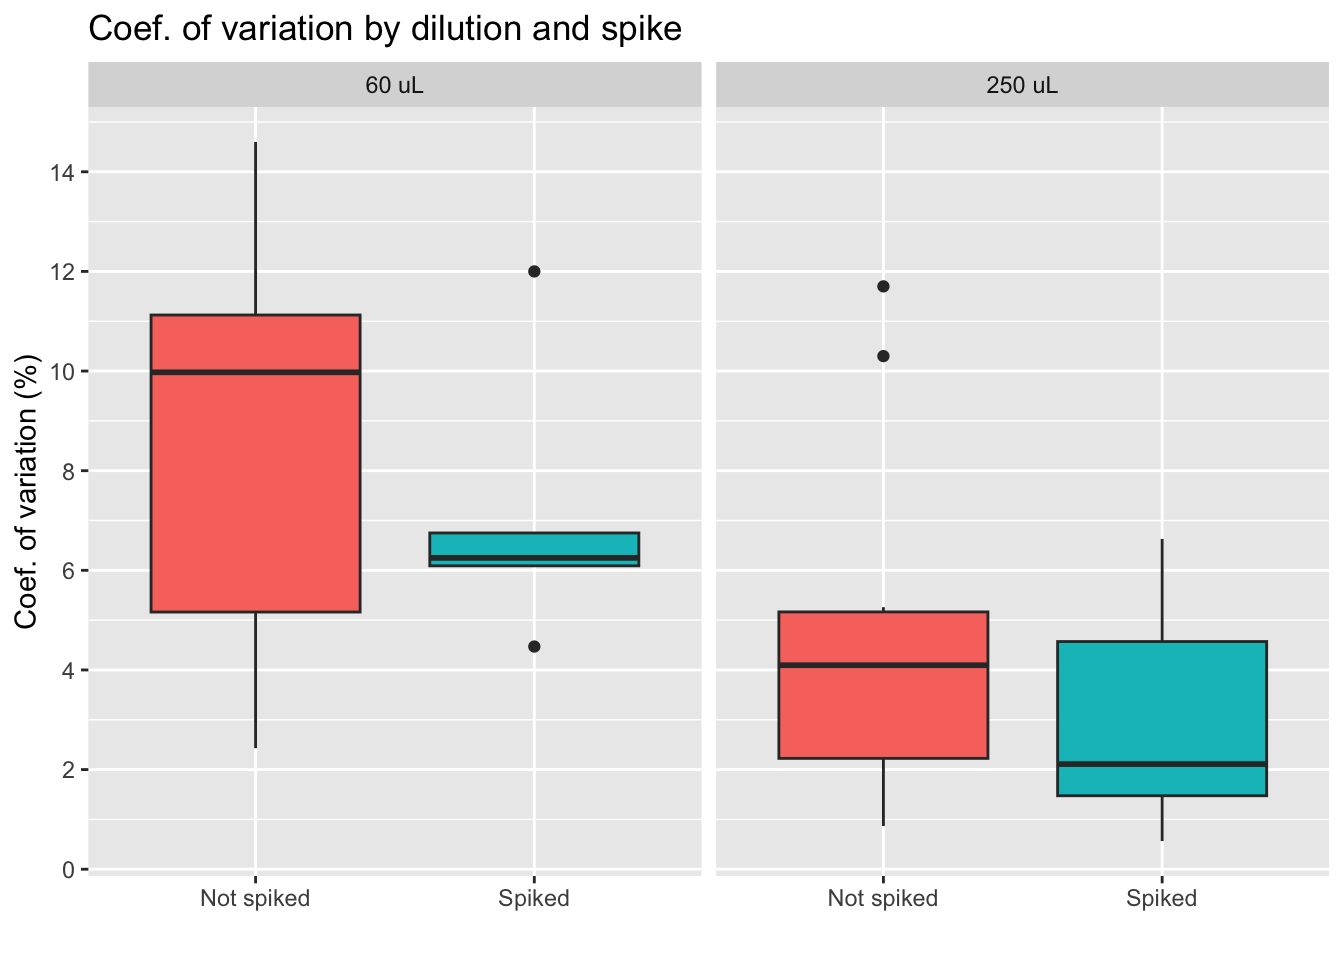 Coef. of variation by dilution and spike
60 uL
250 uL
Coef. of variation (%)
14
12
10
8
6
4
2
0
Not spiked
Spiked
Not spiked
Spiked